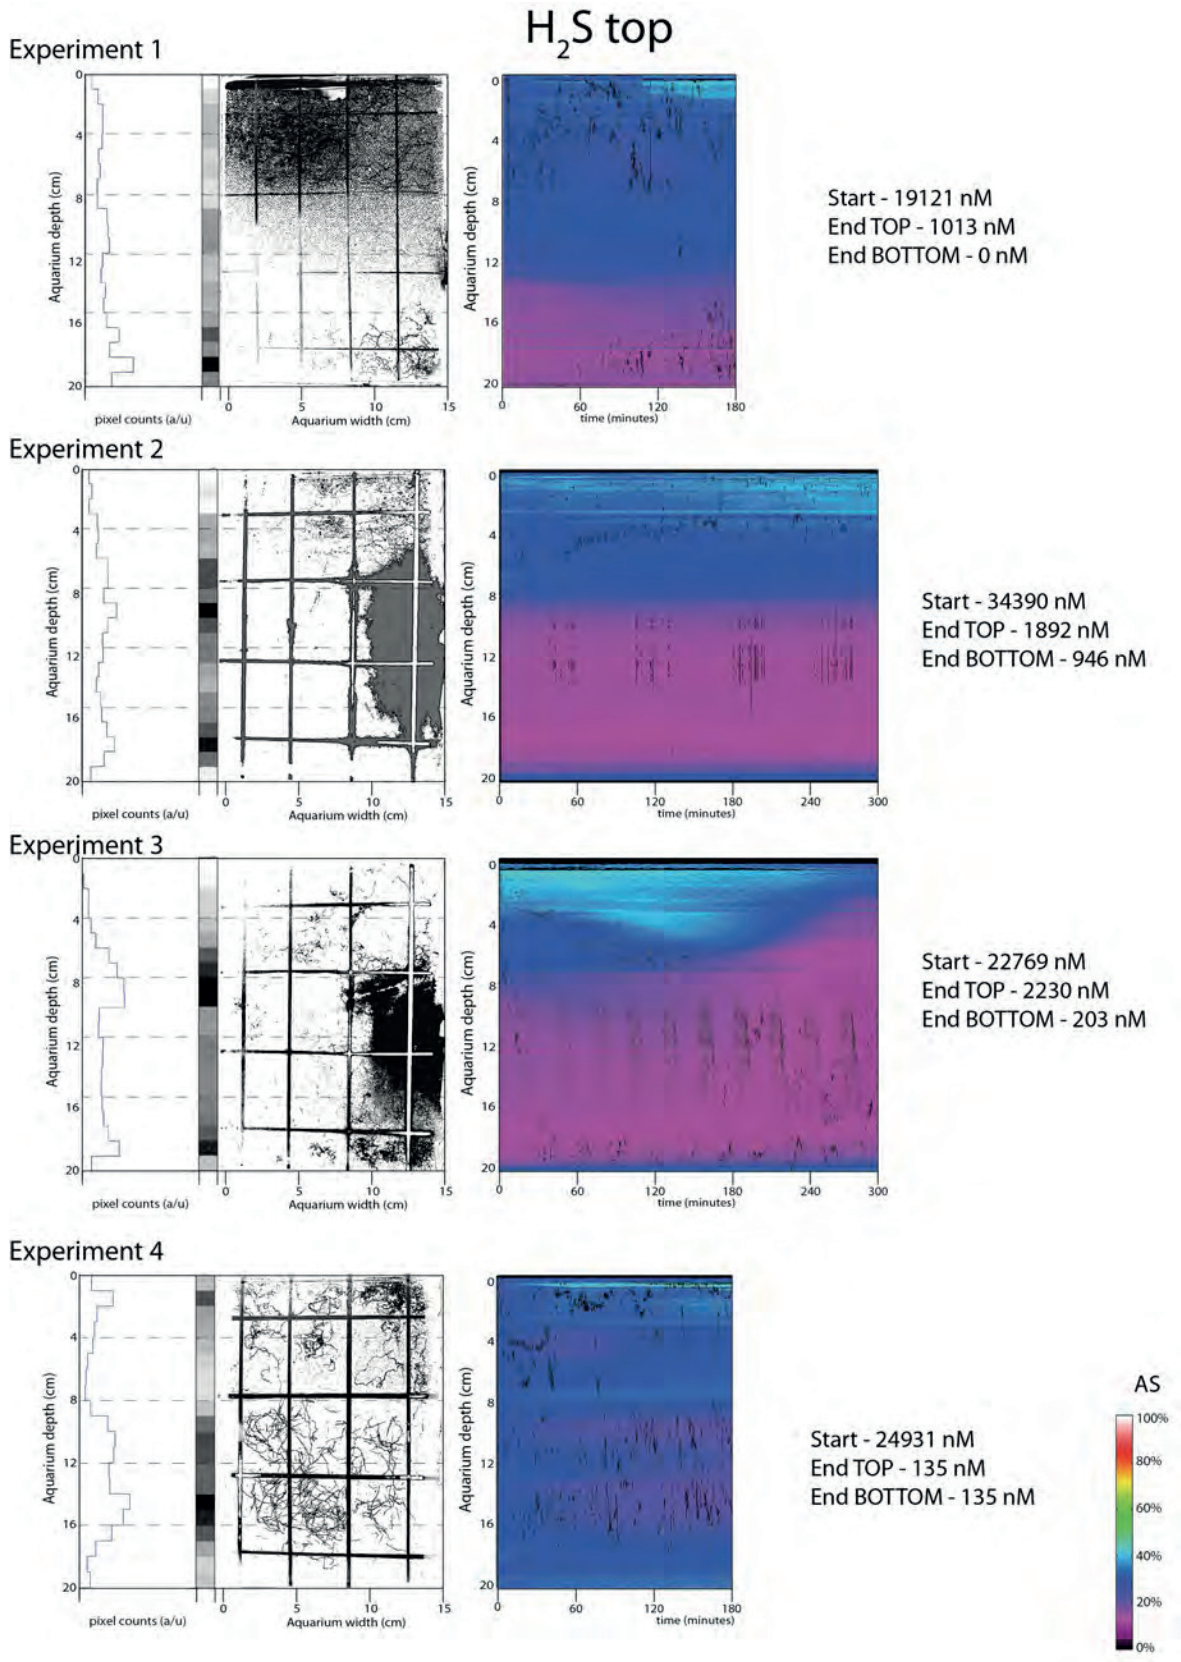 H₂S top
Experiment 1
0
4
8
12
16
20
Aquarium depth (cm)
pixel counts (a/u)
0
5
10
15
Aquarium width (cm)
0
4
8
12
16
20
Aquarium depth (cm)
0
60
120
180
time (minutes)
Start - 19121 nM
End TOP - 1013 nM
End BOTTOM - 0 nM
Experiment 2
0
4
8
12
16
20
Aquarium depth (cm)
pixel counts (a/u)
0
5
10
15
Aquarium width (cm)
0
4
8
12
16
20
Aquarium depth (cm)
0
60
120
180
240
300
time (minutes)
Start - 34390 nM
End TOP - 1892 nM
End BOTTOM - 946 nM
Experiment 3
0
4
8
12
16
20
Aquarium depth (cm)
pixel counts (a/u)
0
5
10
15
Aquarium width (cm)
0
4
8
12
16
20
Aquarium depth (cm)
0
60
120
180
240
300
time (minutes)
Start - 22769 nM
End TOP - 2230 nM
End BOTTOM - 203 nM
Experiment 4
0
4
8
12
16
20
Aquarium depth (cm)
pixel counts (a/u)
0
5
10
15
Aquarium width (cm)
0
4
8
12
16
20
Aquarium depth (cm)
0
60
120
180
time (minutes)
Start - 24931 nM
End TOP - 135 nM
End BOTTOM - 135 nM
AS
100%
80%
60%
40%
20%
0%